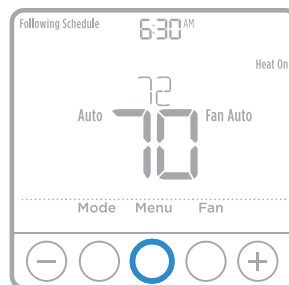 Following Schedule 6:30 AM
Heat On
72
Auto 70 Fan Auto
Mode Menu Fan
− +